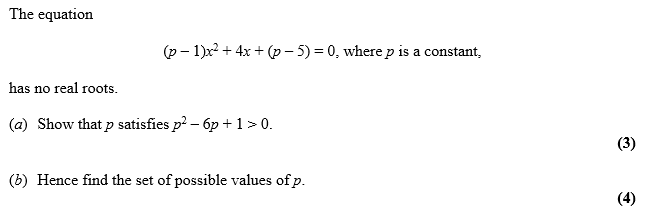 The equation
(p – 1)x² + 4x + (p – 5) = 0, where p is a constant,
has no real roots.
(a) Show that p satisfies p² – 6p + 1 > 0.
(3)
(b) Hence find the set of possible values of p.
(4)